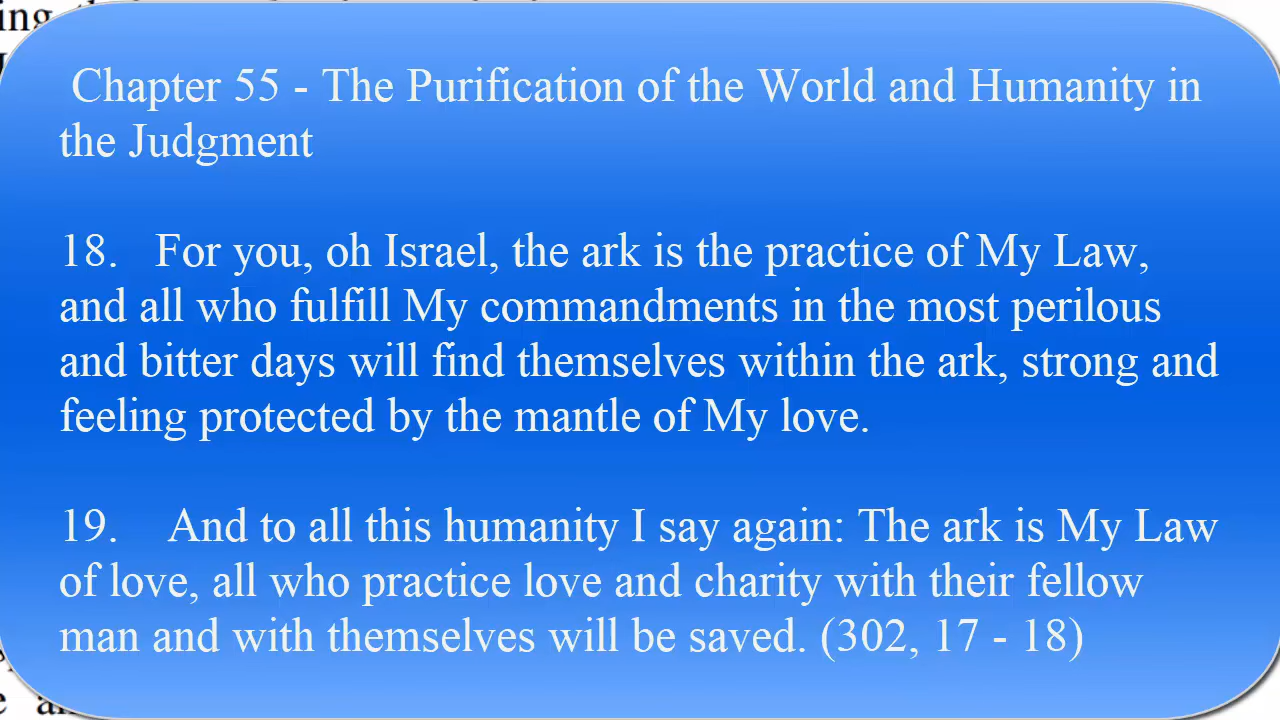 ing
Chapter 55 - The Purification of the World and Humanity in
the Judgment
18. For you, oh Israel, the ark is the practice of My Law,
and all who fulfill My commandments in the most perilous
and bitter days will find themselves within the ark, strong and
feeling protected by the mantle of My love.
19. And to all this humanity I say again: The ark is My Law
of love, all who practice love and charity with their fellow
man and with themselves will be saved. (302, 17 - 18)